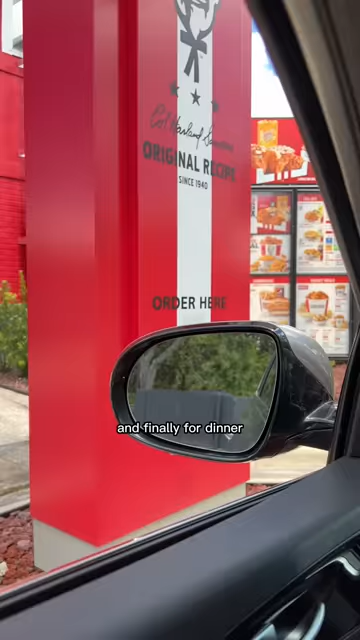 Col. Harland Sanders
ORIGINAL RECIPE
SINCE 1940
ORDER HERE
and finally for dinner